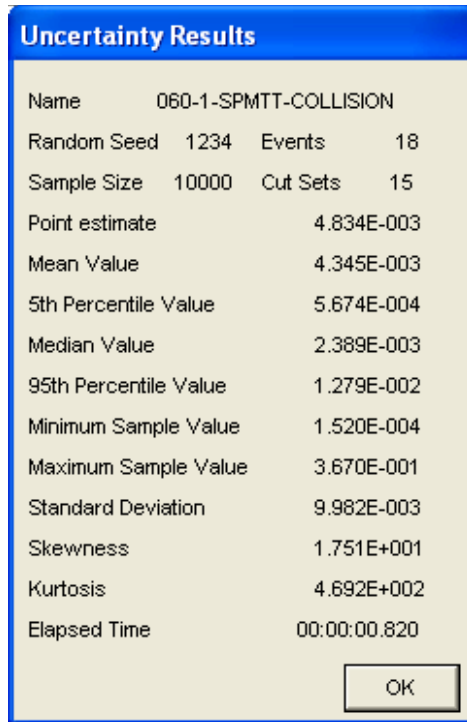 Uncertainty Results
Name 060-1-SPMTT-COLLISION
Random Seed 1234 Events 18
Sample Size 10000 Cut Sets 15
Point estimate 4.834E-003
Mean Value 4.345E-003
5th Percentile Value 5.674E-004
Median Value 2.389E-003
95th Percentile Value 1.279E-002
Minimum Sample Value 1.520E-004
Maximum Sample Value 3.670E-001
Standard Deviation 9.982E-003
Skewness 1.751E+001
Kurtosis 4.692E+002
Elapsed Time 00:00:00.820
OK